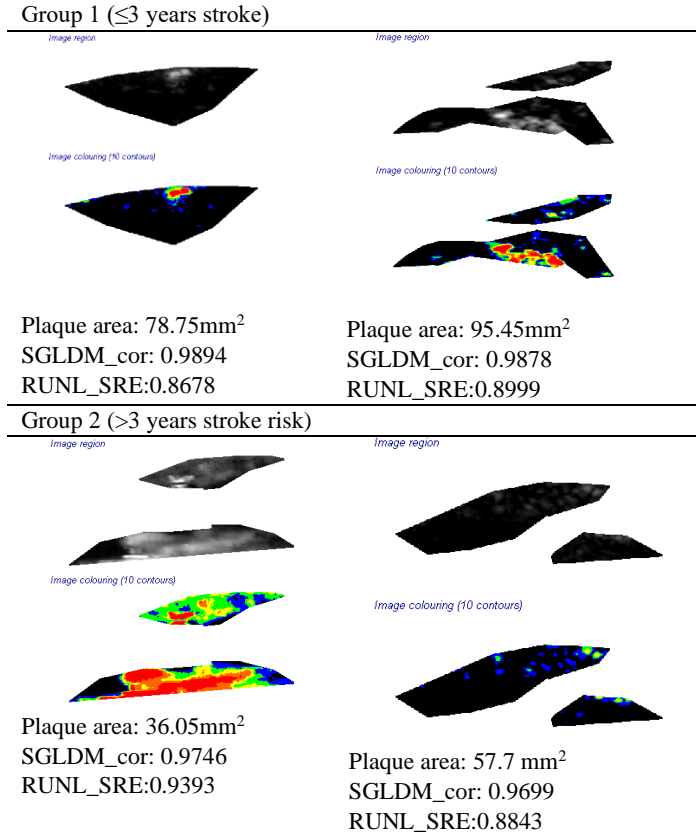 Group 1 (≤3 years stroke)
Image region
Image region
Image colouring (10 contours)
Image colouring (10 contours)
Plaque area: 78.75mm²
SGLDM_cor: 0.9894
RUNL_SRE:0.8678
Plaque area: 95.45mm²
SGLDM_cor: 0.9878
RUNL_SRE:0.8999
Group 2 (>3 years stroke risk)
Image region
Image region
Image colouring (10 contours)
Image colouring (10 contours)
Plaque area: 36.05mm²
SGLDM_cor: 0.9746
RUNL_SRE:0.9393
Plaque area: 57.7 mm²
SGLDM_cor: 0.9699
RUNL_SRE:0.8843